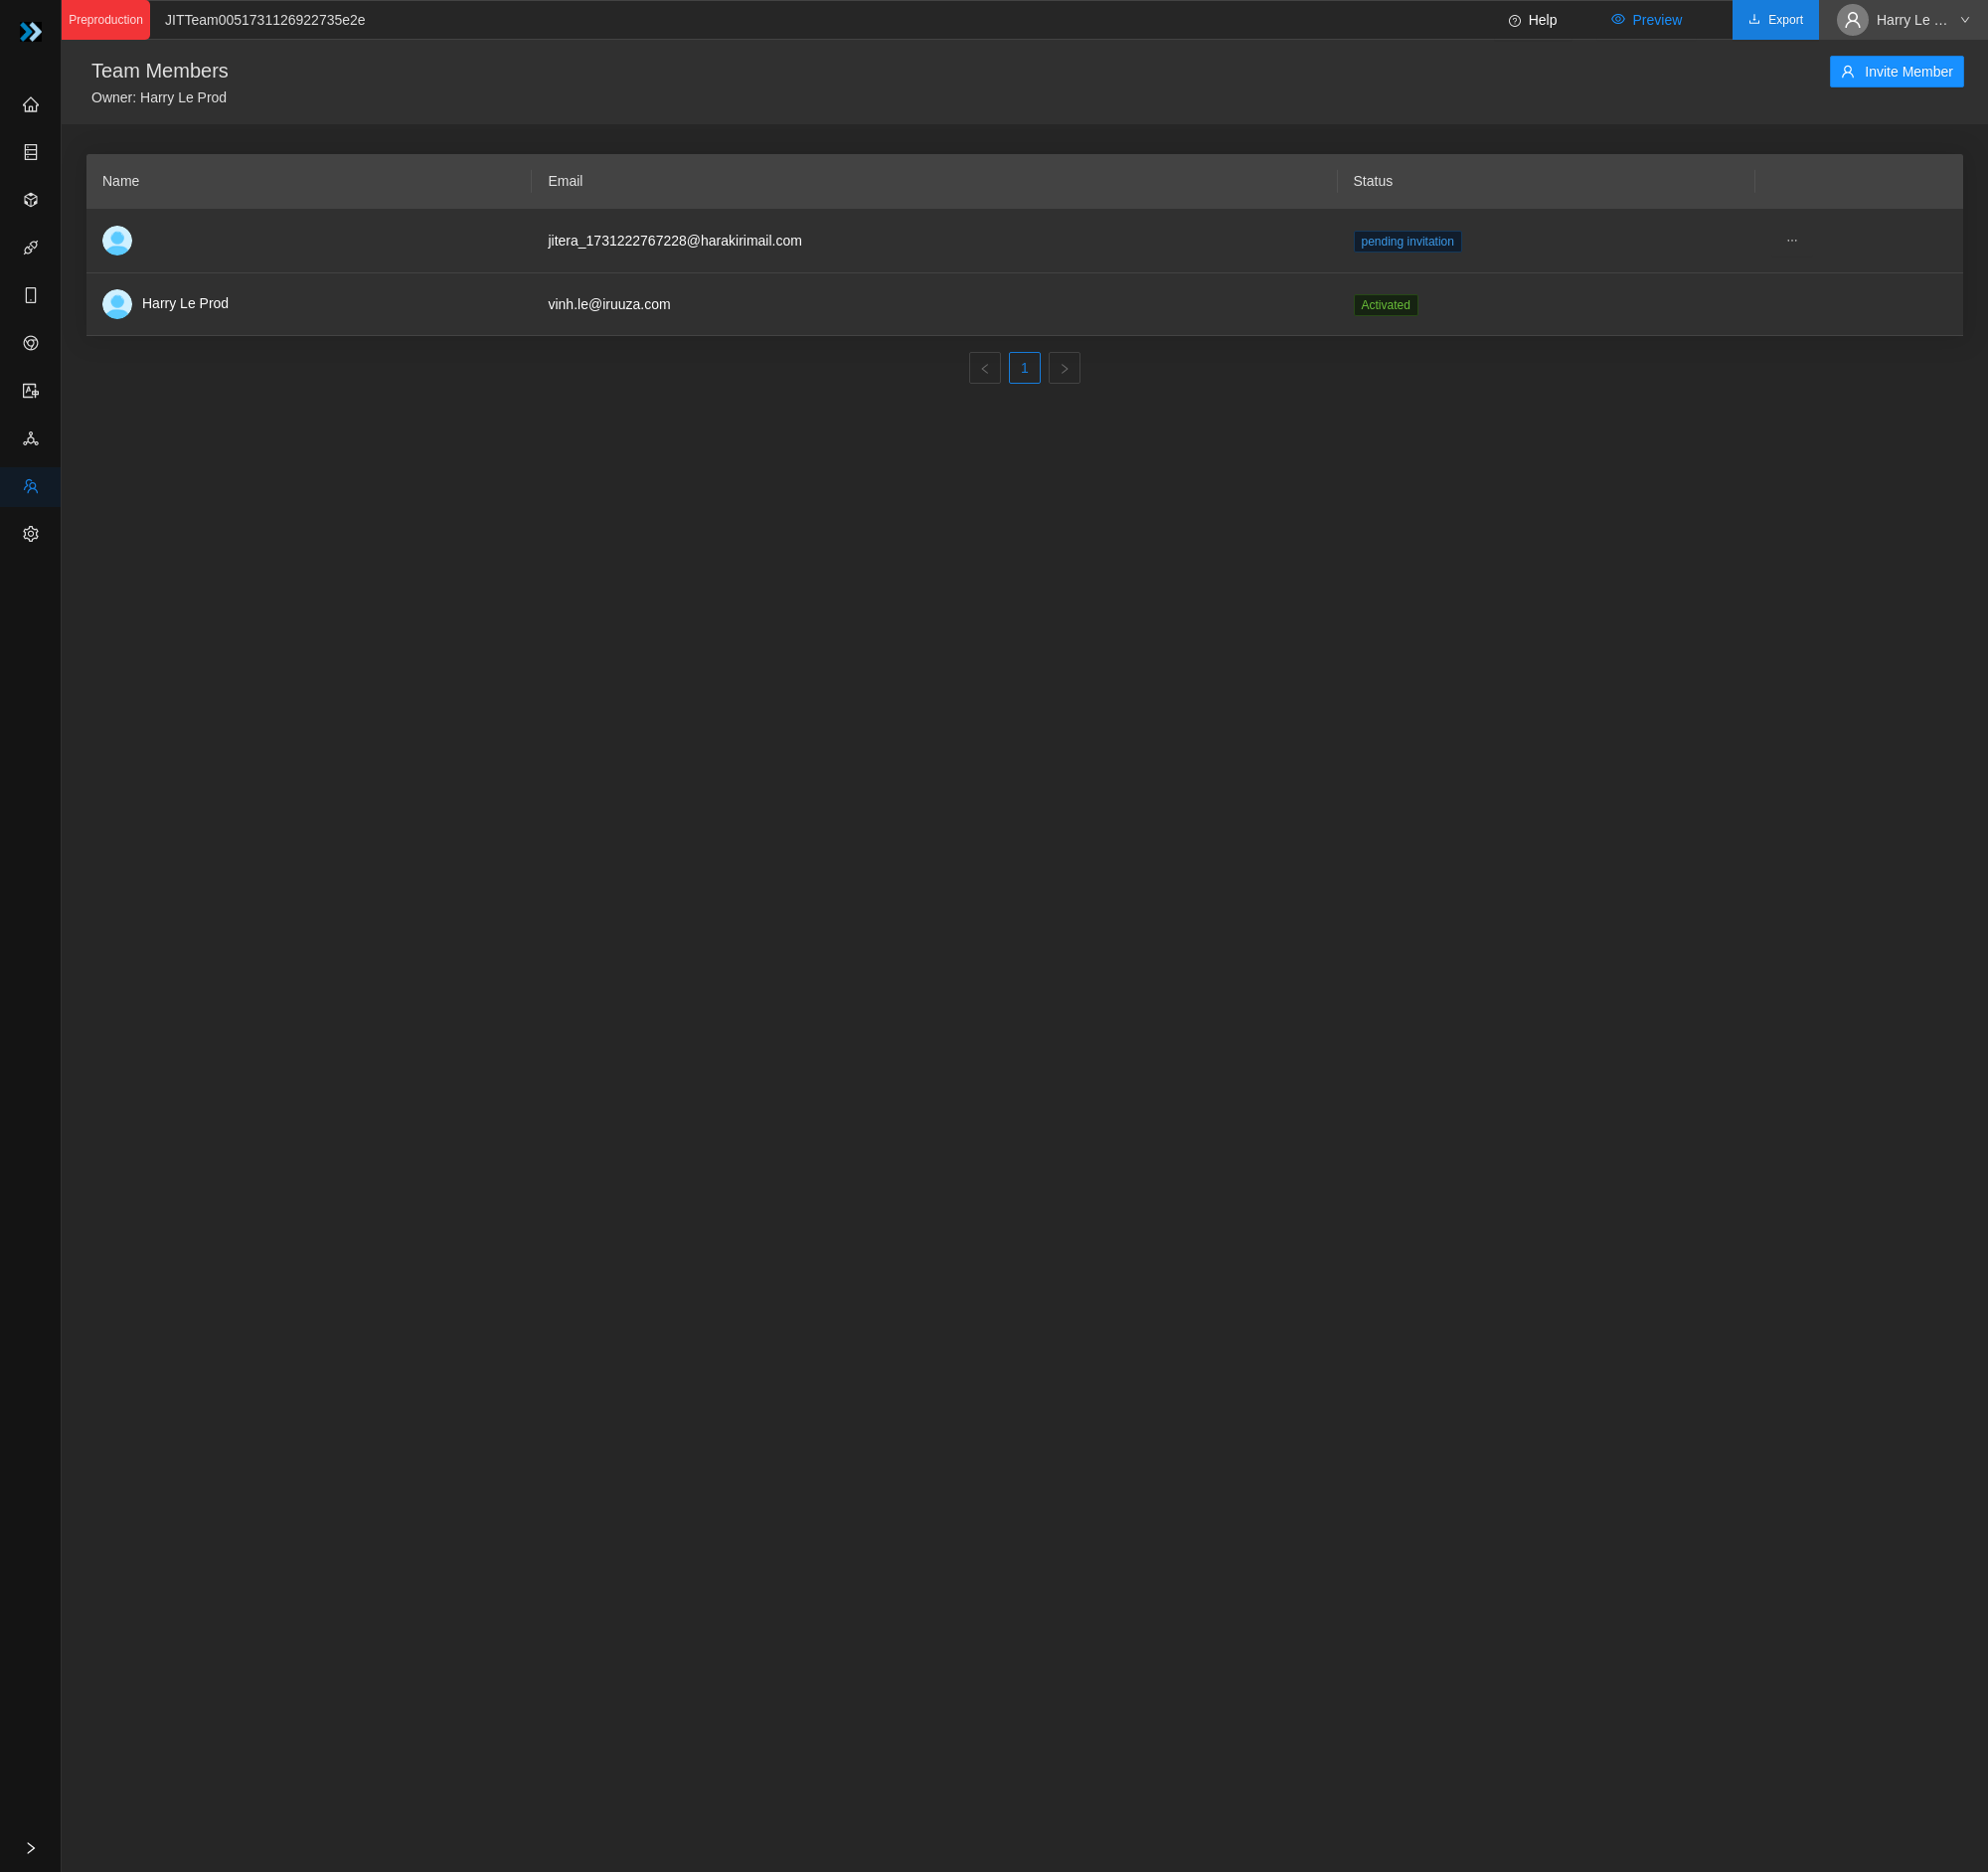 Preproduction JITTeam0051731126922735e2e Help Preview Export Harry Le ...
Team Members
Invite Member
Owner: Harry Le Prod
Name Email Status
jitera_1731222767228@harakirimail.com pending invitation ...
Harry Le Prod vinh.le@iruuza.com Activated
1